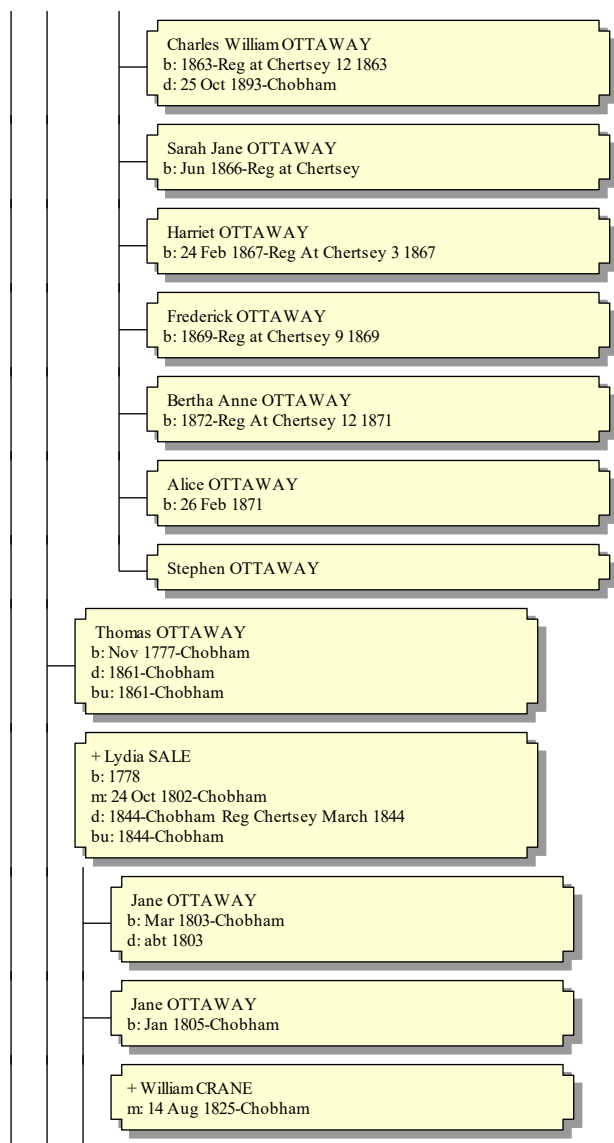 Charles William OTTAWAY
b: 1863-Reg at Chertsey 12 1863
d: 25 Oct 1893-Chobham
Sarah Jane OTTAWAY
b: Jun 1866-Reg at Chertsey
Harriet OTTAWAY
b: 24 Feb 1867-Reg At Chertsey 3 1867
Frederick OTTAWAY
b: 1869-Reg at Chertsey 9 1869
Bertha Anne OTTAWAY
b: 1872-Reg At Chertsey 12 1871
Alice OTTAWAY
b: 26 Feb 1871
Stephen OTTAWAY
Thomas OTTAWAY
b: Nov 1777-Chobham
d: 1861-Chobham
bu: 1861-Chobham
+ Lydia SALE
b: 1778
m: 24 Oct 1802-Chobham
d: 1844-Chobham Reg Chertsey March 1844
bu: 1844-Chobham
Jane OTTAWAY
b: Mar 1803-Chobham
d: abt 1803
Jane OTTAWAY
b: Jan 1805-Chobham
+ William CRANE
m: 14 Aug 1825-Chobham